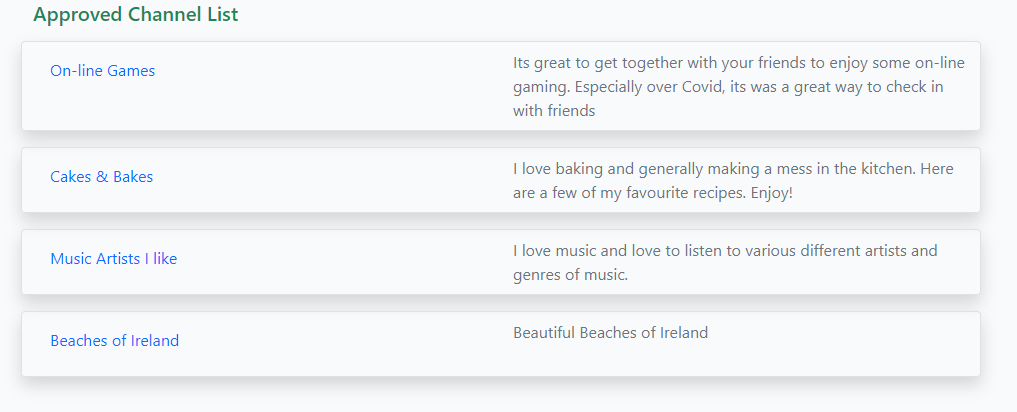 Approved Channel List
On-line Games
Its great to get together with your friends to enjoy some on-line
gaming. Especially over Covid, its was a great way to check in
with friends
Cakes & Bakes
I love baking and generally making a mess in the kitchen. Here
are a few of my favourite recipes. Enjoy!
Music Artists I like
I love music and love to listen to various different artists and
genres of music.
Beaches of Ireland
Beautiful Beaches of Ireland